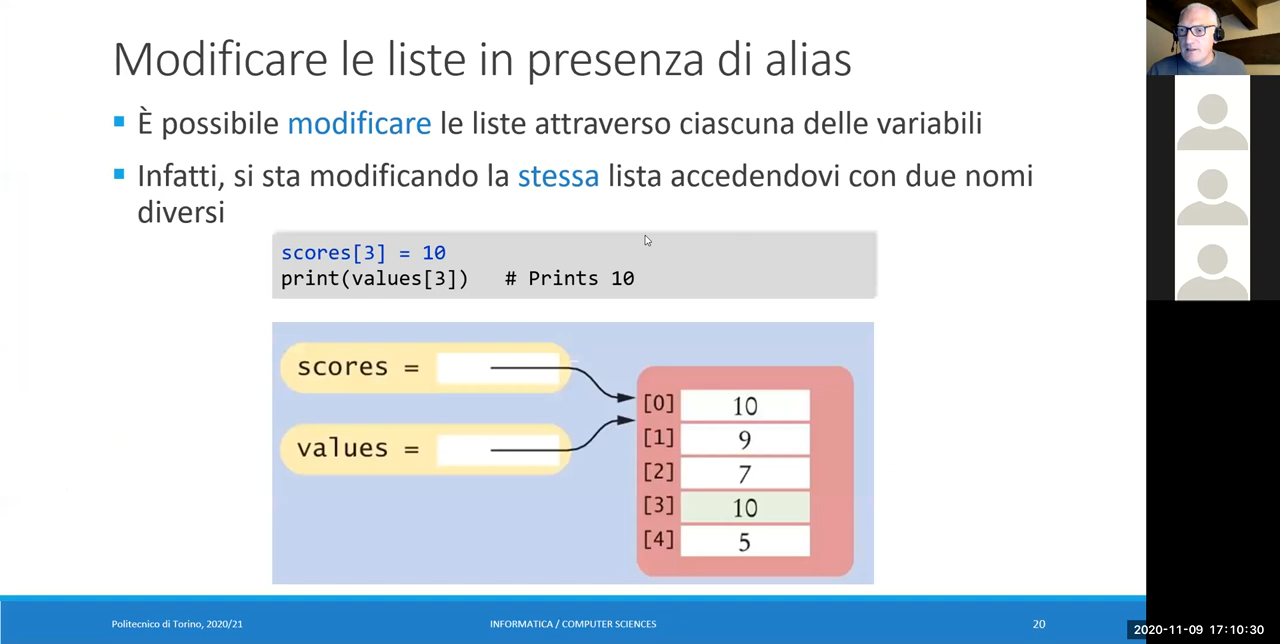 Modificare le liste in presenza di alias
È possibile modificare le liste attraverso ciascuna delle variabili
Infatti, si sta modificando la stessa lista accedendovi con due nomi
diversi
scores[3] = 10
print(values[3]) # Prints 10
scores =
values =
[0] 10
[1] 9
[2] 7
[3] 10
[4] 5
Politecnico di Torino, 2020/21
INFORMATICA / COMPUTER SCIENCES
20
2020-11-09 17:10:30